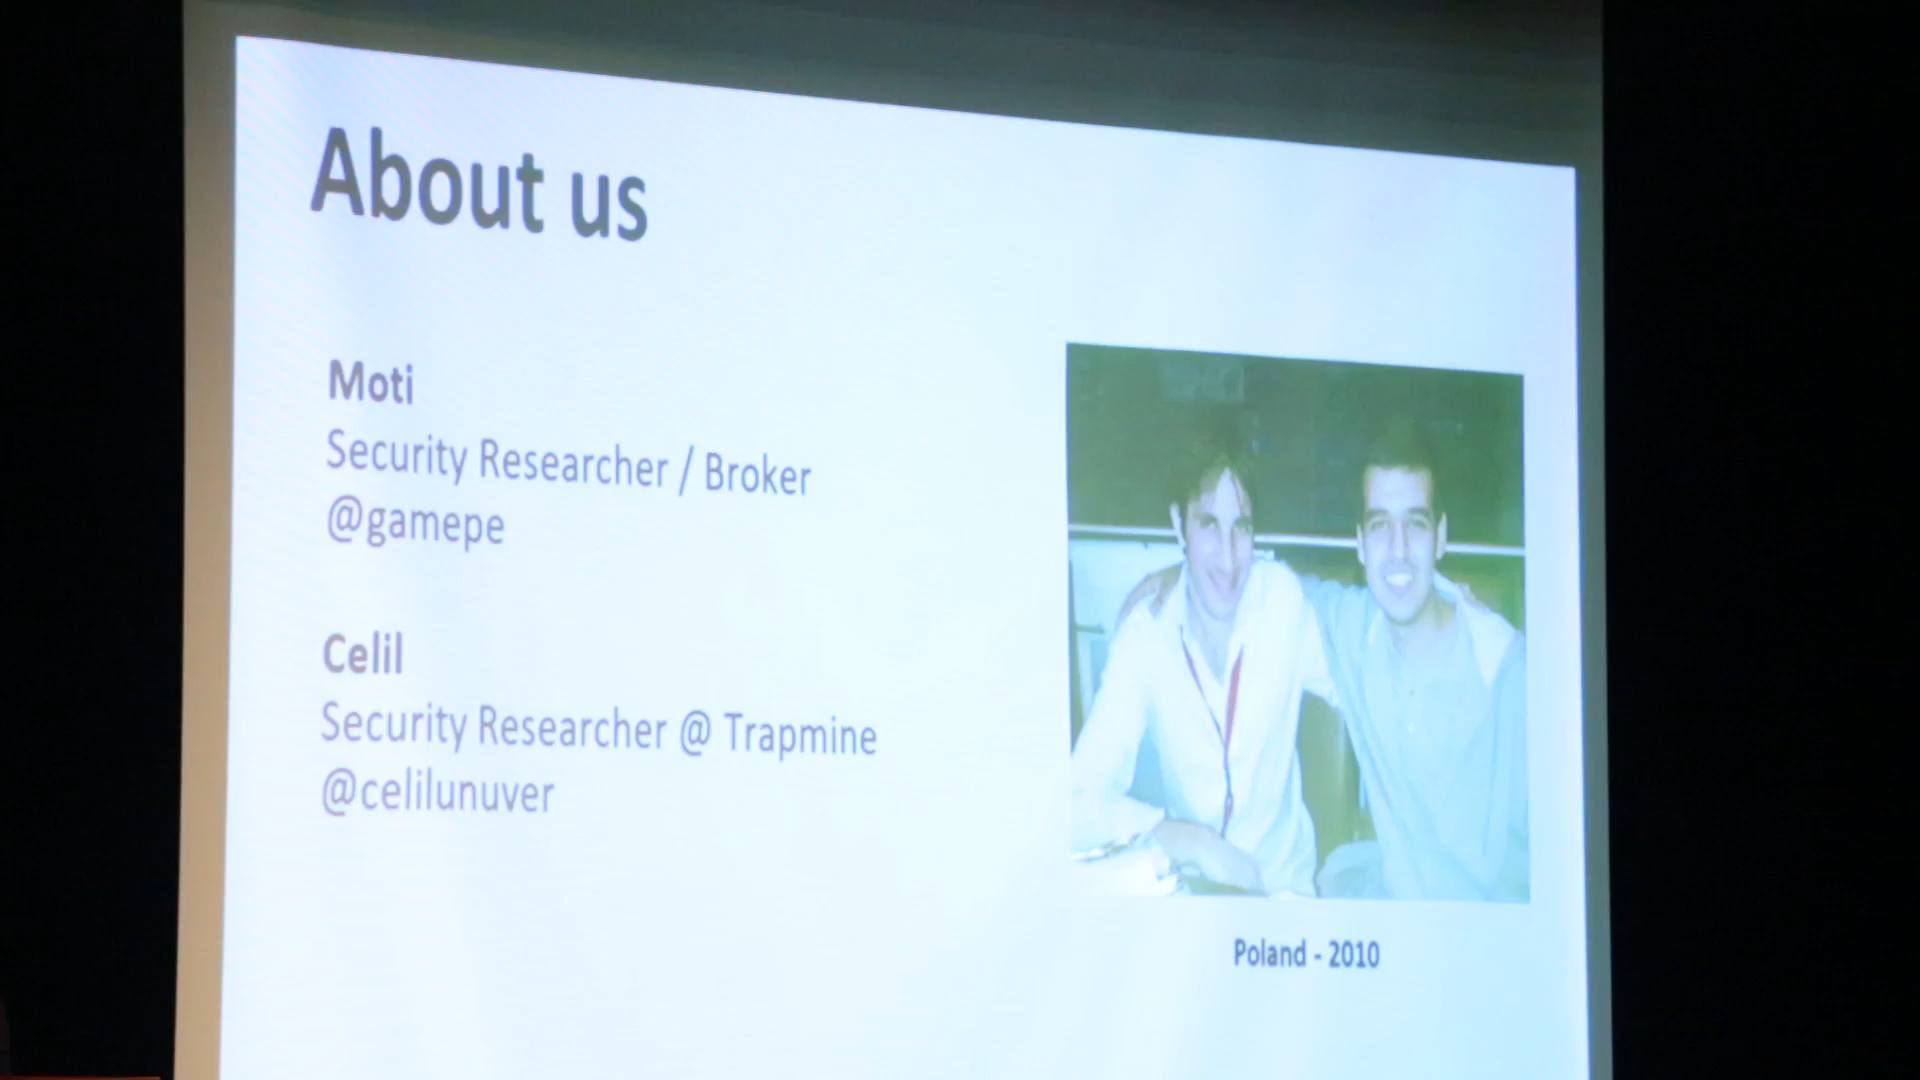 About us
Moti
Security Researcher / Broker
@gamepe
Celil
Security Researcher @ Trapmine
@celilunuver
Poland - 2010